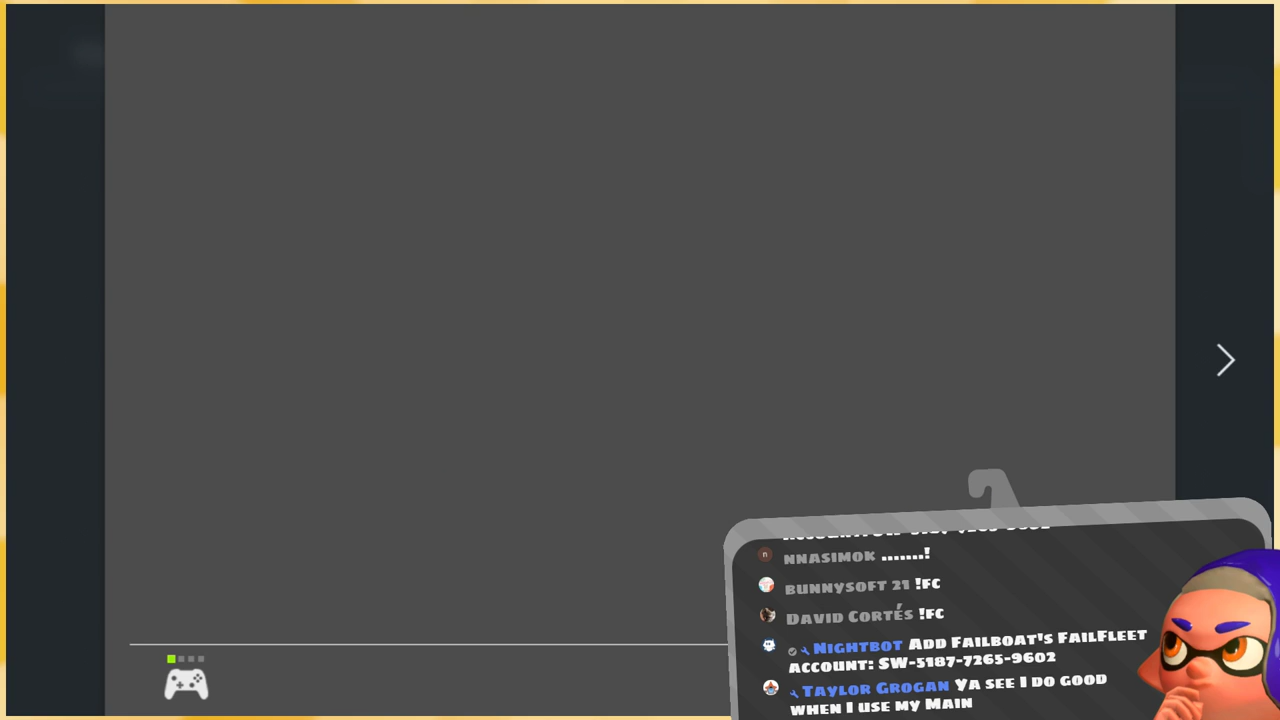 n NNASIMOK .......!
BUNNYSOFT 21 !FC
DAVID CORTÉS !FC
NIGHTBOT ADD FAILBOAT'S FAILFLEET
ACCOUNT: SW-5187-7265-9602
TAYLOR GROGAN YA SEE I DO GOOD
WHEN I USE MY MAIN